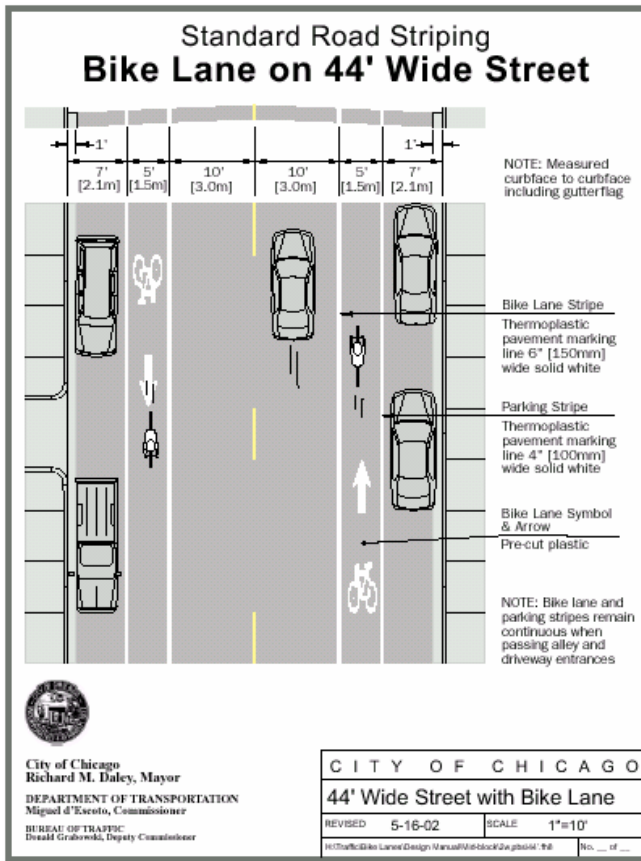 Standard Road Striping
Bike Lane on 44' Wide Street
1'
1'
7'
5'
10'
10'
5'
7'
[2.1m]
[1.5m]
[3.0m]
[3.0m]
[1.5m]
[2.1m]
NOTE: Measured
curbface to curbface
including gutterflag
Bike Lane Stripe
Thermoplastic
pavement marking
line 6" [150mm]
wide solid white
Parking Stripe
Thermoplastic
pavement marking
line 4" [100mm]
wide solid white
Bike Lane Symbol
& Arrow
Pre-cut plastic
NOTE: Bike lane and
parking stripes remain
continuous when
passing alley and
driveway entrances
City of Chicago
Richard M. Daley, Mayor
DEPARTMENT OF TRANSPORTATION
Miguel d'Escoto, Commissioner
BUREAU OF TRAFFIC
Donald Grabowski, Deputy Commissioner
CITY OF CHICAGO
44' Wide Street with Bike Lane
REVISED 5-16-02
SCALE 1"=10'
No. __ of __